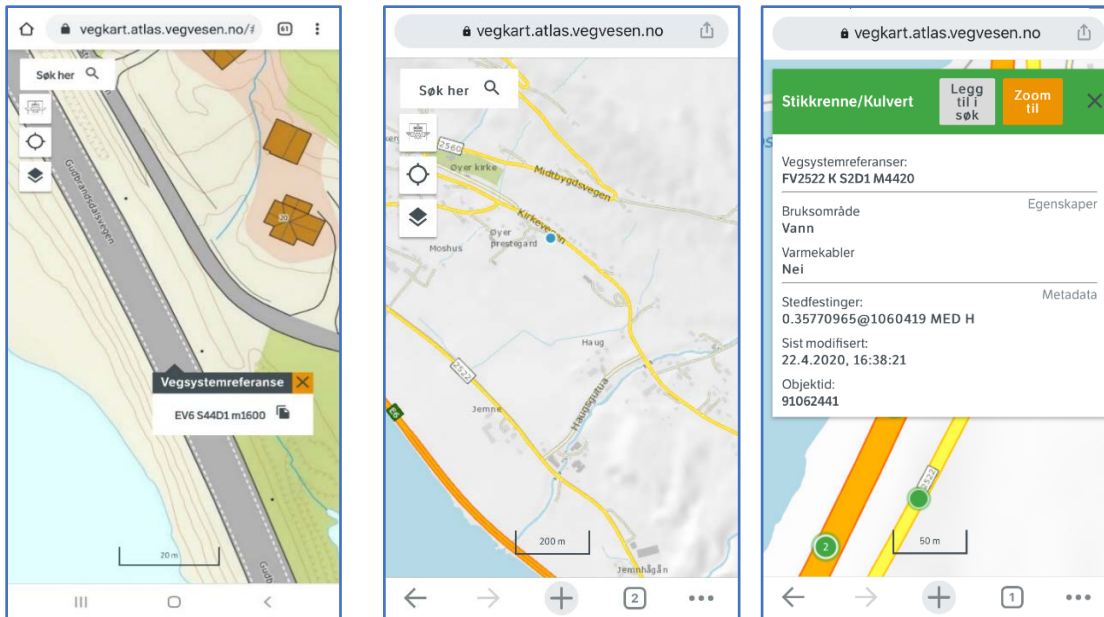 vegkart.atlas.vegvesen.no/#
61
Søk her
Gudbrandsdalsvegen
20
Vegsystemreferanse
EV6 S44D1 m1600
20 m
vegkart.atlas.vegvesen.no
Søk her
2560
Øyer kirke
Midtbygdsvegen
Kirkevegen
Øyer
prestegard
Moshus
Haug
2522
Haugsgutua
Jemne
E6
200 m
Jemnhågån
2
vegkart.atlas.vegvesen.no
Stikkrenne/Kulvert
Legg
til i
søk
Zoom
til
Vegsystemreferanser:
FV2522 K S2D1 M4420
Egenskaper
Bruksområde
Vann
Varmekabler
Nei
Metadata
Stedfestinger:
0.35770965@1060419 MED H
Sist modifisert:
22.4.2020, 16:38:21
Objektid:
91062441
2522
2
50 m
1